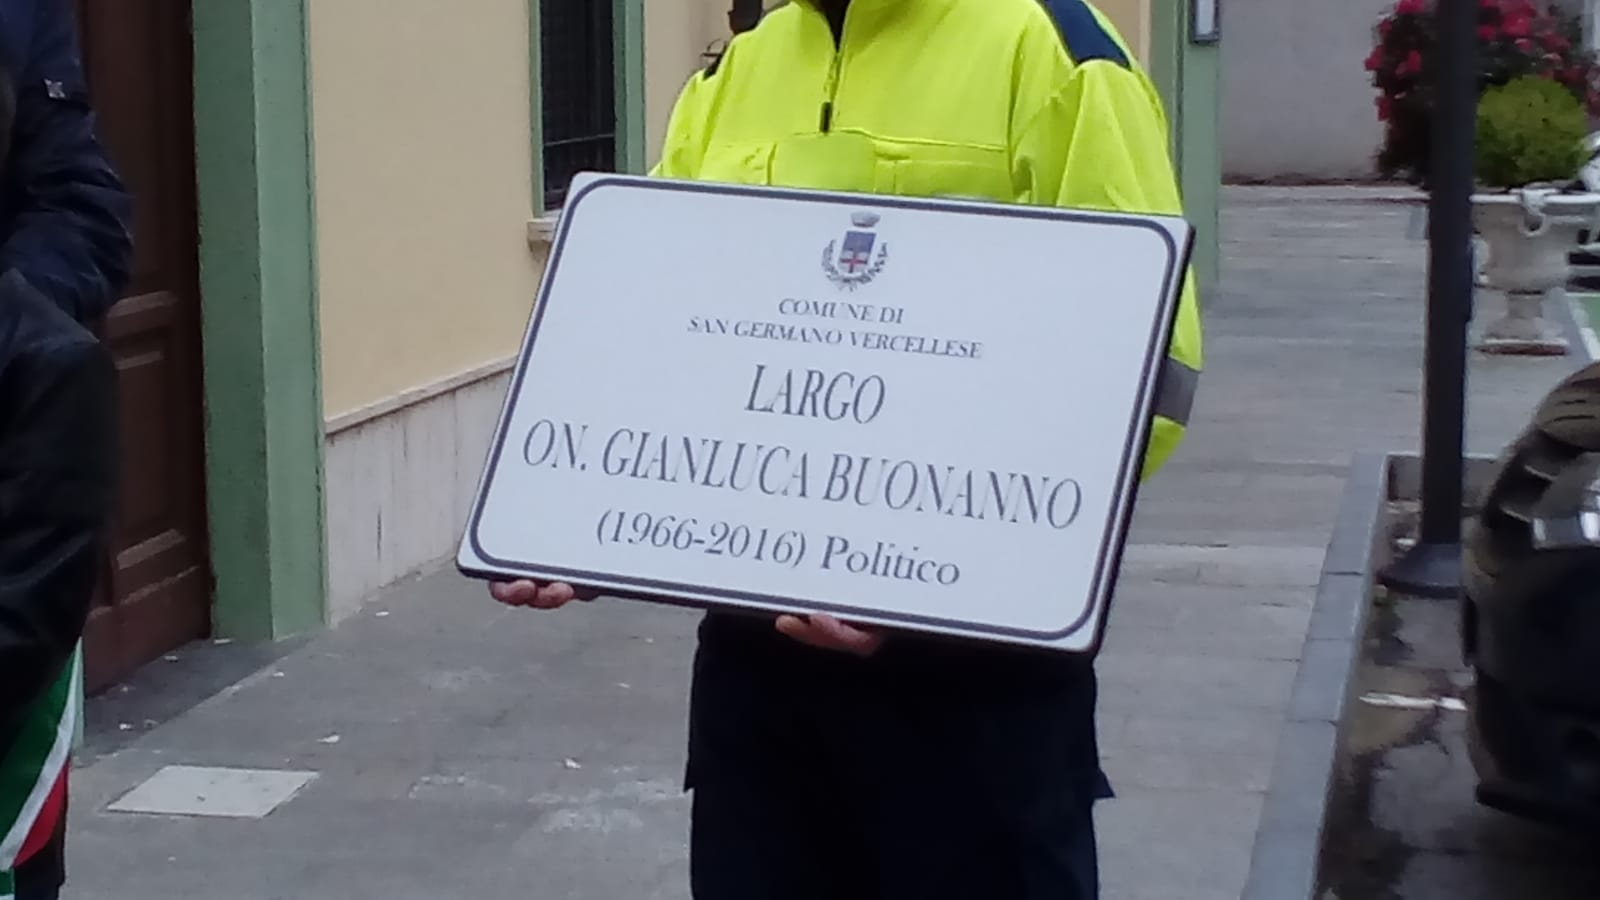 COMUNE DI
SAN GERMANO VERCELLESE
LARGO
ON. GIANLUCA BUONANNO
(1966-2016) Politico